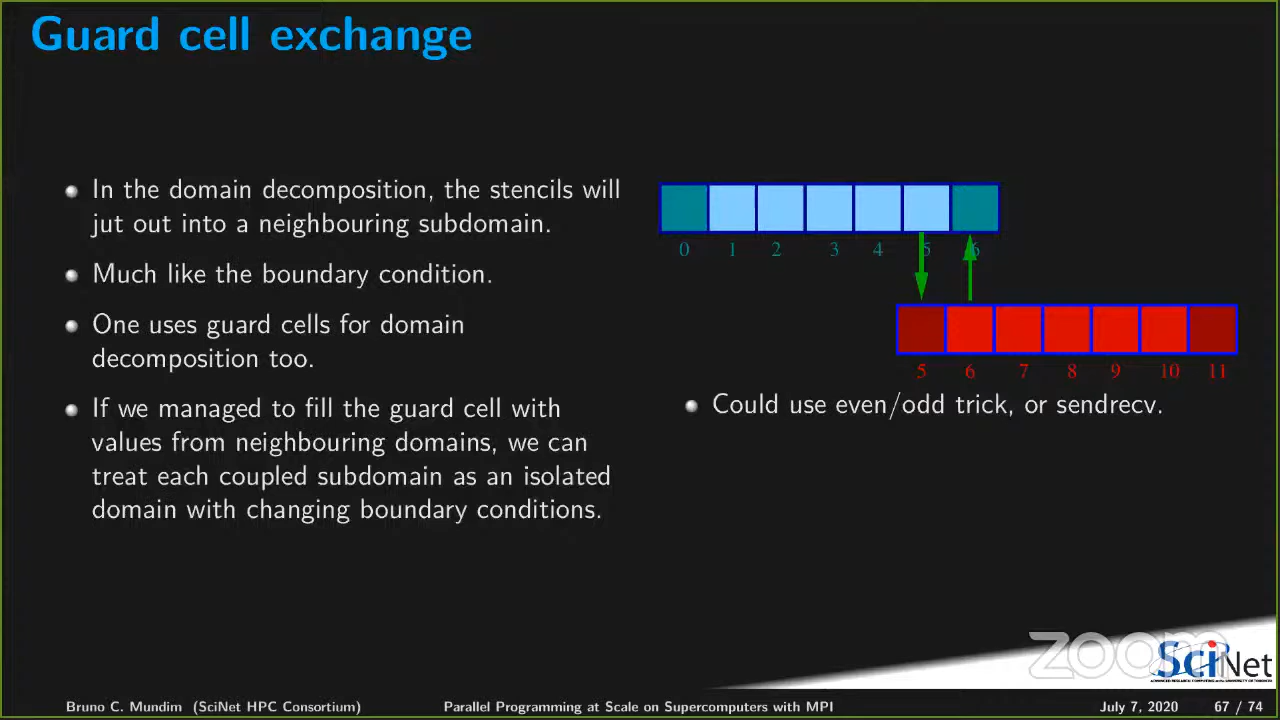 Guard cell exchange
In the domain decomposition, the stencils will
jut out into a neighbouring subdomain.
Much like the boundary condition.
One uses guard cells for domain
decomposition too.
If we managed to fill the guard cell with
values from neighbouring domains, we can
treat each coupled subdomain as an isolated
domain with changing boundary conditions.
0 1 2 3 4 5 6
5 6 7 8 9 10 11
Could use even/odd trick, or sendrecv.
zoom
SciNet
Bruno C. Mundim (SciNet HPC Consortium) Parallel Programming at Scale on Supercomputers with MPI July 7, 2020 67 / 74